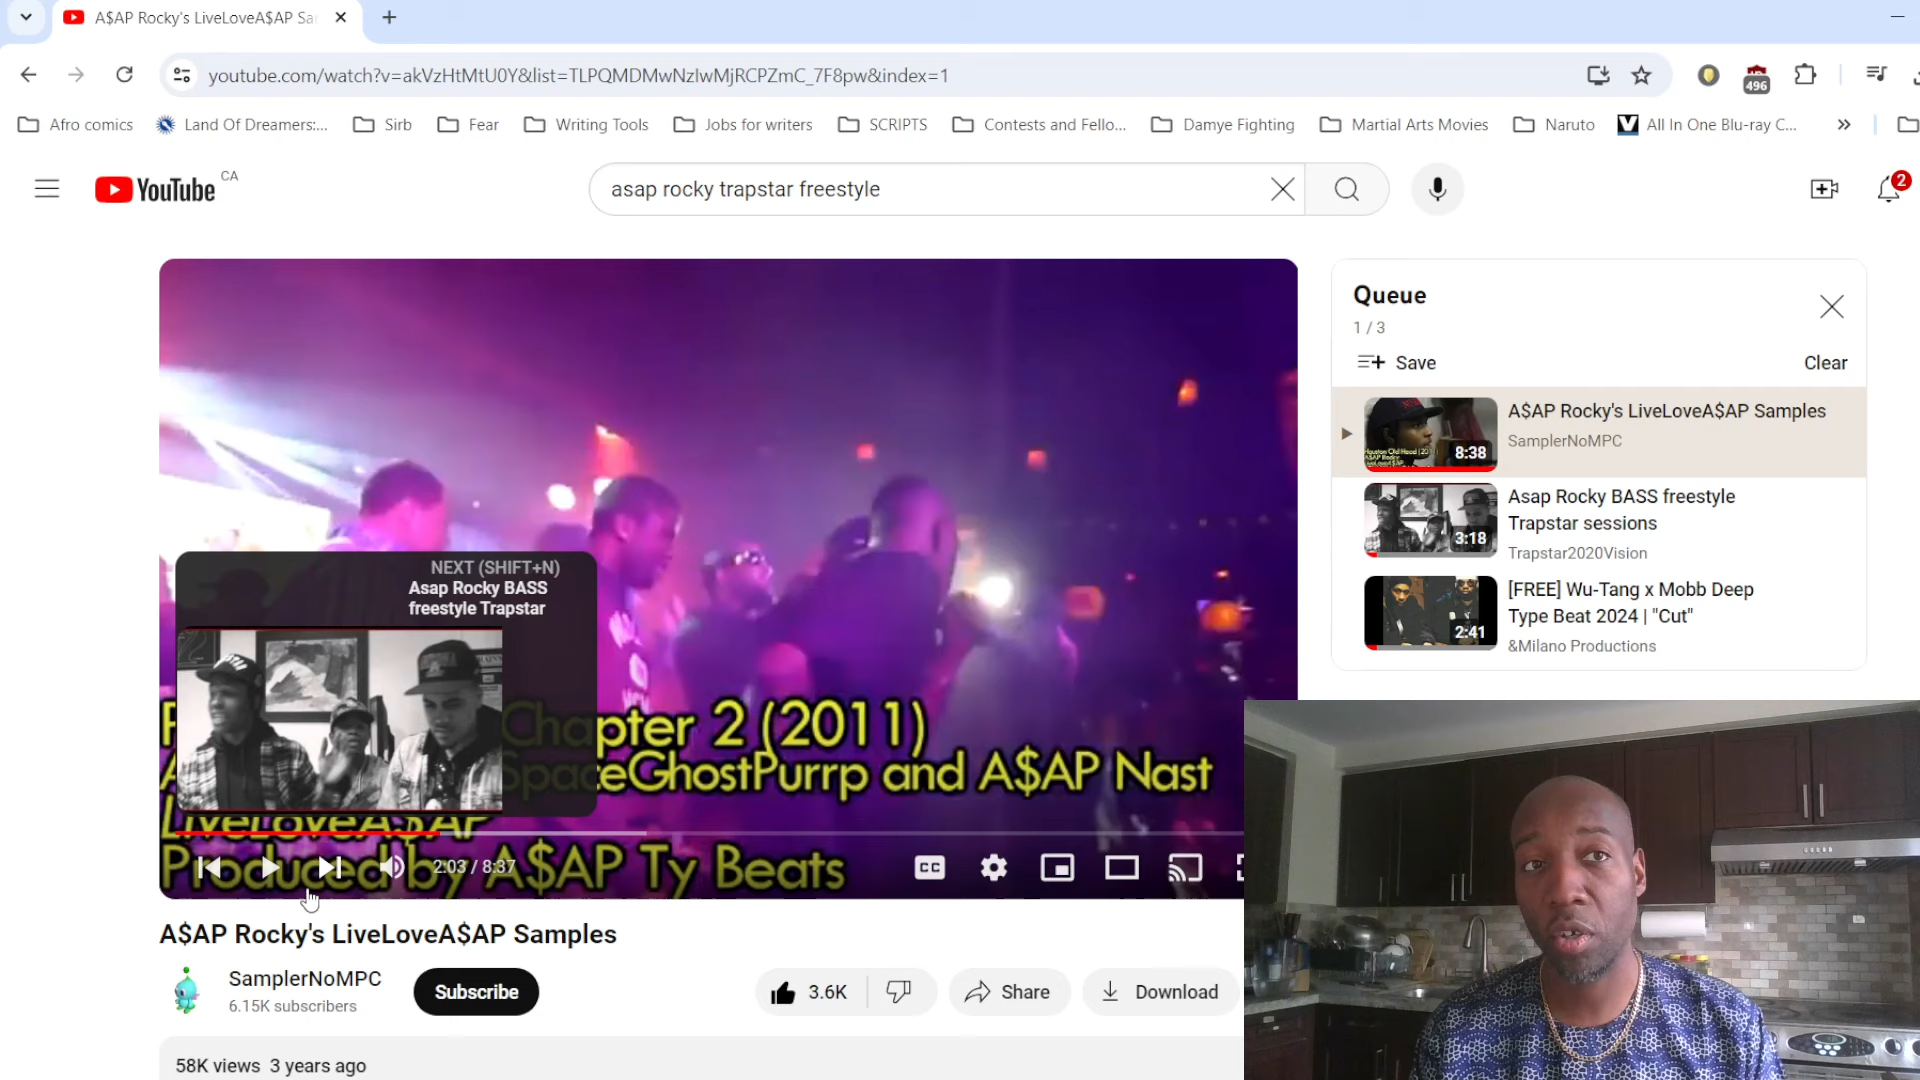 A$AP Rocky's LiveLoveA$AP Sa
youtube.com/watch?v=akVzHtMtU0Y&list=TLPQMDMwNzIwMjRCPZmC_7F8pw&index=1
496
Afro comics
Land Of Dreamers:...
Sirb
Fear
Writing Tools
Jobs for writers
SCRIPTS
Contests and Fello...
Damye Fighting
Martial Arts Movies
Naruto
All In One Blu-ray C...
YouTube CA
asap rocky trapstar freestyle
2
NEXT (SHIFT+N)
Asap Rocky BASS
freestyle Trapstar
Chapter 2 (2011)
SpaceGhostPurrp and A$AP Nast
LiveLoveA$AP
Produced by A$AP Ty Beats
2:03 / 8:37
CC
Queue
1 / 3
Save
Clear
A$AP Rocky's LiveLoveA$AP Samples
SamplerNoMPC
8:38
Asap Rocky BASS freestyle
Trapstar sessions
Trapstar2020Vision
3:18
[FREE] Wu-Tang x Mobb Deep
Type Beat 2024 | "Cut"
&Milano Productions
2:41
A$AP Rocky's LiveLoveA$AP Samples
SamplerNoMPC
6.15K subscribers
Subscribe
3.6K
Share
Download
58K views 3 years ago